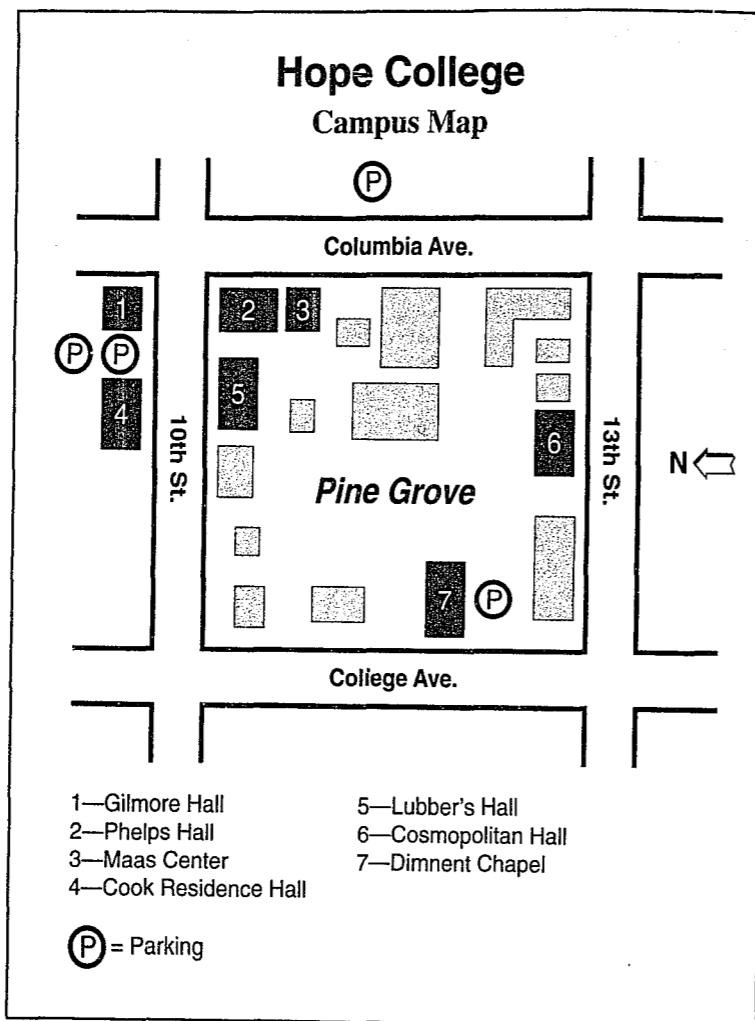 Hope College
Campus Map
P
Columbia Ave.
1
2
3
P P
4
5
10th St.
6
13th St.
N
Pine Grove
7
P
College Ave.
1—Gilmore Hall
2—Phelps Hall
3—Maas Center
4—Cook Residence Hall
5—Lubber's Hall
6—Cosmopolitan Hall
7—Dimnent Chapel
P = Parking